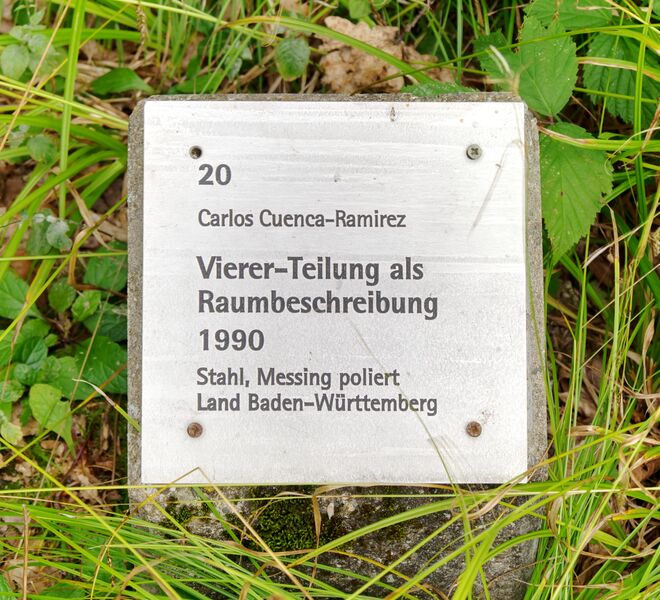 20
Carlos Cuenca-Ramirez
Vierer-Teilung als
Raumbeschreibung
1990
Stahl, Messing poliert
Land Baden-Württemberg